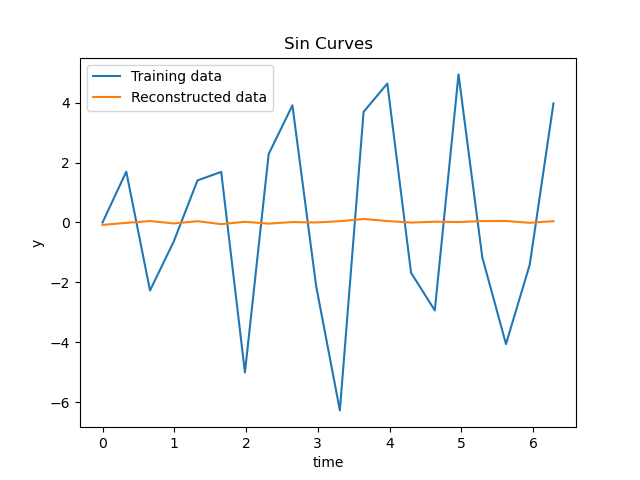 Sin Curves
Training data
Reconstructed data
4
2
0
−2
−4
−6
y
0 1 2 3 4 5 6
time